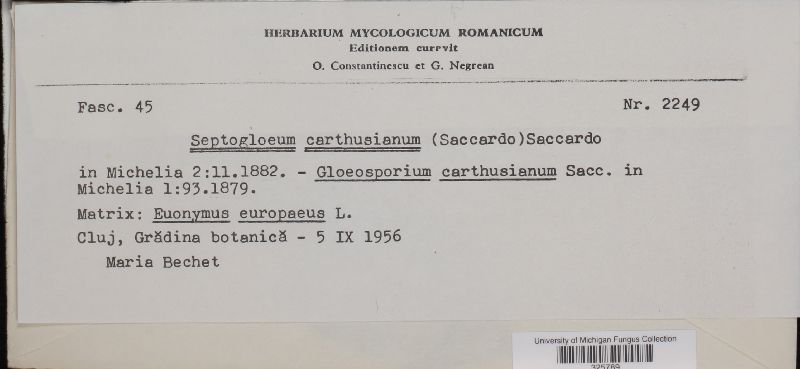 HERBARIUM MYCOLOGICUM ROMANICUM
Editionem currvit
O. Constantinescu et G. Negrean
Fasc. 45 Nr. 2249
Septogloeum carthusianum (Saccardo)Saccardo
in Michelia 2:11.1882. - Gloeosporium carthusianum Sacc. in
Michelia 1:93.1879.
Matrix: Euonymus europaeus L.
Cluj, Grădina botanică - 5 IX 1956
Maria Bechet
University of Michigan Fungus Collection
325769